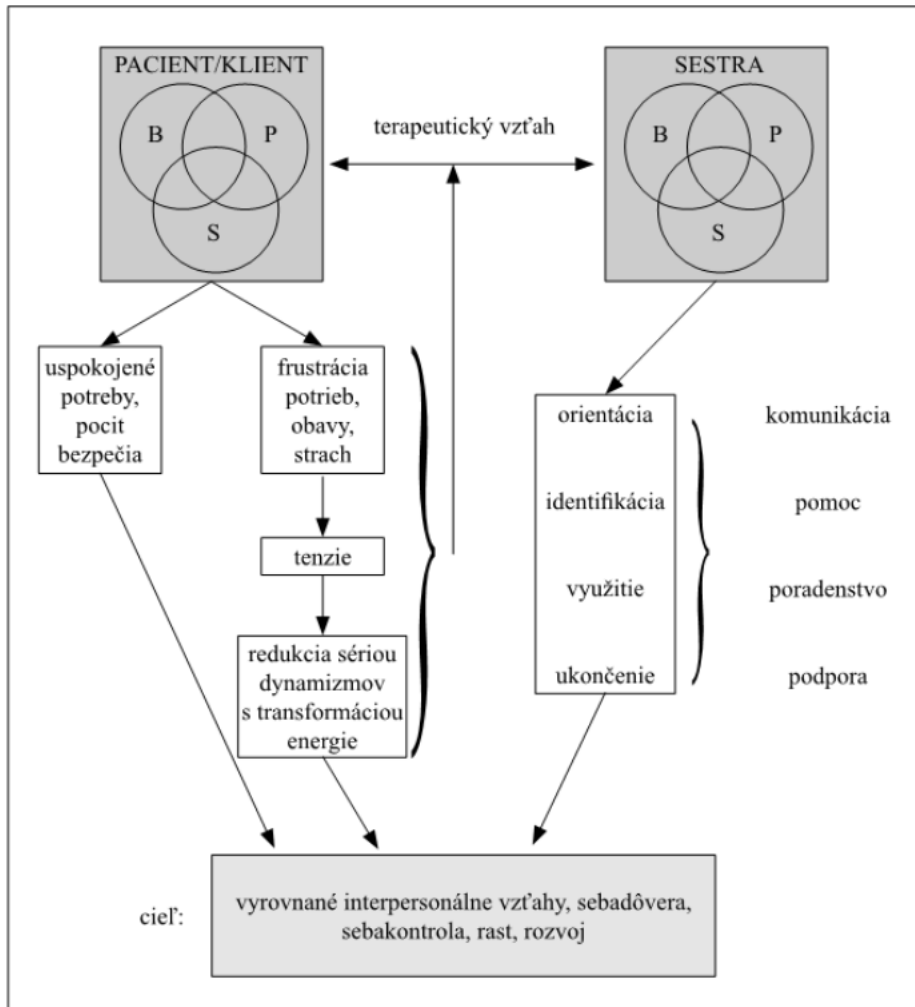 PACIENT/KLIENT
B
P
S
terapeutický vzťah
SESTRA
B
P
S
uspokojené
potreby,
pocit
bezpečia
frustrácia
potrieb,
obavy,
strach
tenzie
redukcia sériou
dynamizmov
s transformáciou
energie
orientácia
identifikácia
využitie
ukončenie
komunikácia
pomoc
poradenstvo
podpora
cieľ:
vyrovnané interpersonálne vzťahy, sebadôvera,
sebakontrola, rast, rozvoj